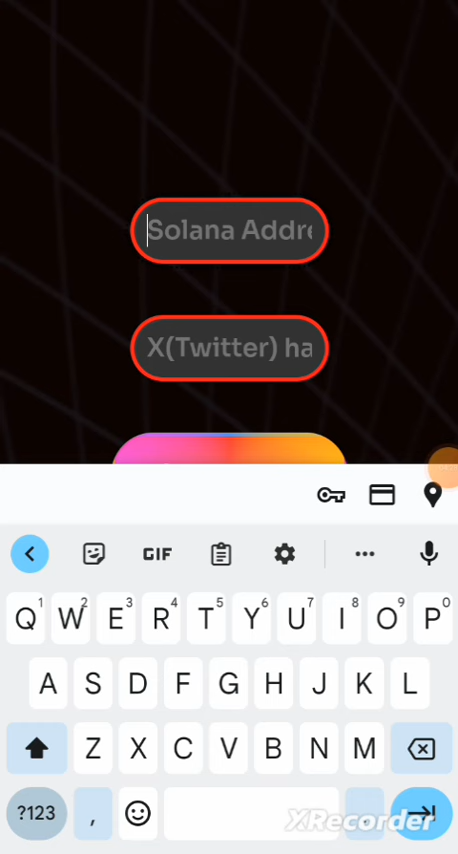 Solana Addre
X(Twitter) ha
GIF
Q1 W2 E3 R4 T5 Y6 U7 I8 O9 P0
A S D F G H J K L
Z X C V B N M
?123 , .
XRecorder